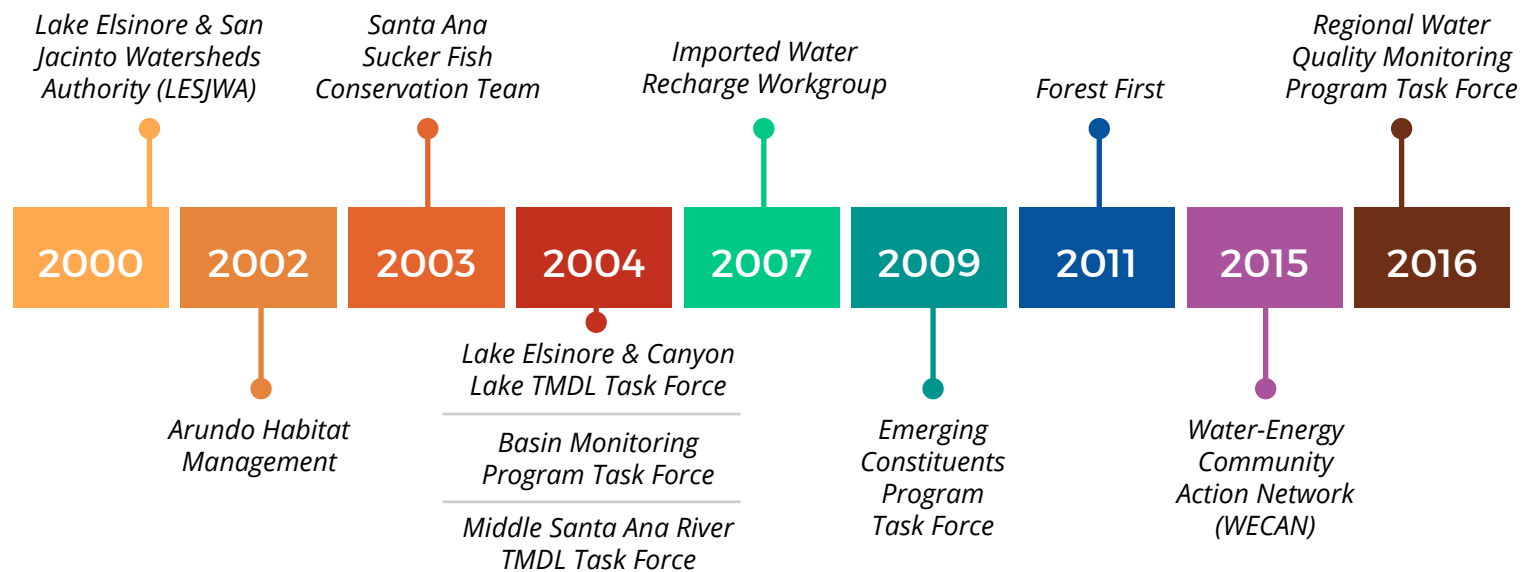 Lake Elsinore & San
Jacinto Watersheds
Authority (LESJWA)
Santa Ana
Sucker Fish
Conservation Team
Imported Water
Recharge Workgroup
Forest First
Regional Water
Quality Monitoring
Program Task Force
2000
2002
2003
2004
2007
2009
2011
2015
2016
Arundo Habitat
Management
Lake Elsinore & Canyon
Lake TMDL Task Force
Basin Monitoring
Program Task Force
Middle Santa Ana River
TMDL Task Force
Emerging
Constituents
Program
Task Force
Water-Energy
Community
Action Network
(WECAN)